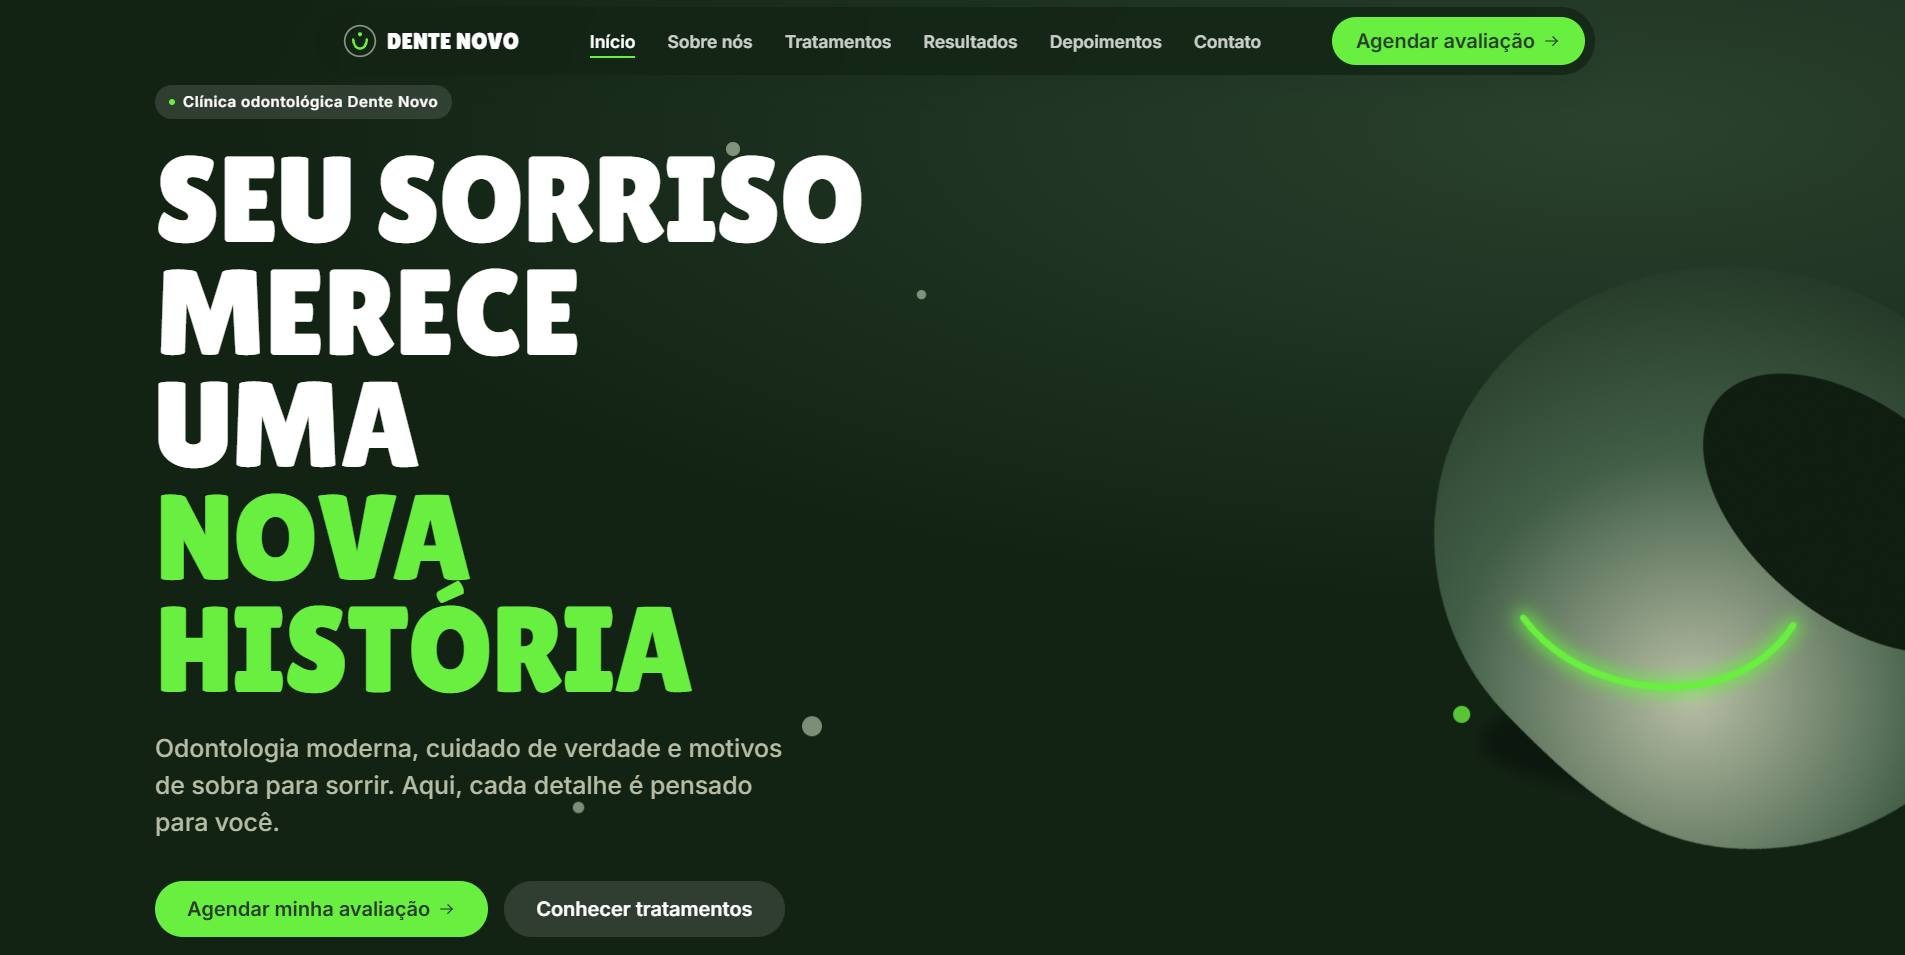 DENTE NOVO
Início
Sobre nós
Tratamentos
Resultados
Depoimentos
Contato
Agendar avaliação →
Clínica odontológica Dente Novo
SEU SORRISO
MERECE
UMA
NOVA
HISTÓRIA
Odontologia moderna, cuidado de verdade e motivos
de sobra para sorrir. Aqui, cada detalhe é pensado
para você.
Agendar minha avaliação →
Conhecer tratamentos